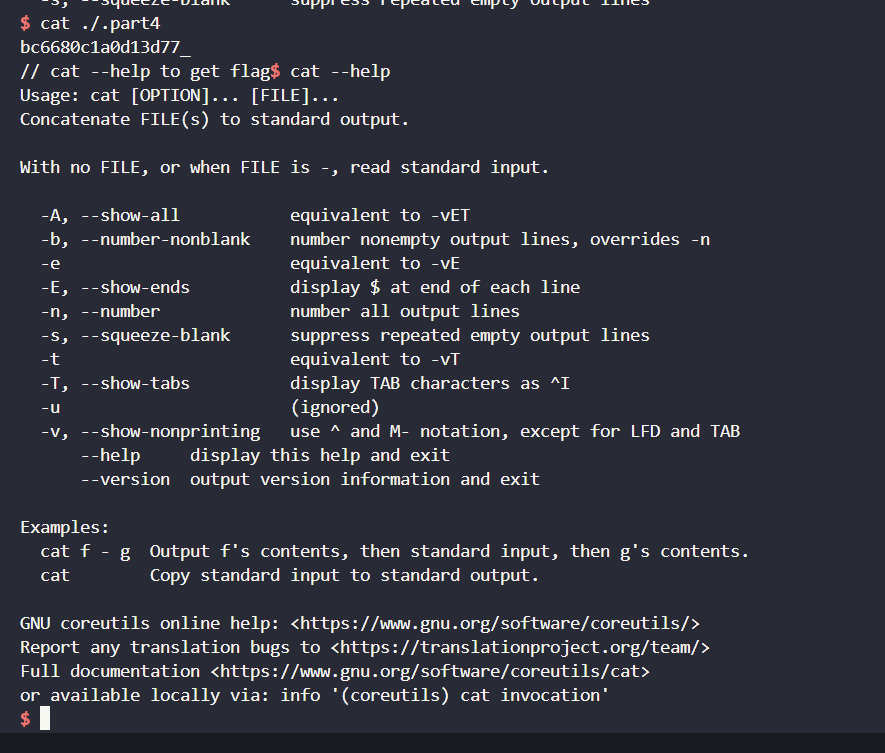 -s, --squeeze-blank      suppress repeated empty output lines
$ cat ./.part4
bc6680c1a0d13d77_
// cat --help to get flag$ cat --help
Usage: cat [OPTION]... [FILE]...
Concatenate FILE(s) to standard output.

With no FILE, or when FILE is -, read standard input.

  -A, --show-all           equivalent to -vET
  -b, --number-nonblank    number nonempty output lines, overrides -n
  -e                       equivalent to -vE
  -E, --show-ends          display $ at end of each line
  -n, --number             number all output lines
  -s, --squeeze-blank      suppress repeated empty output lines
  -t                       equivalent to -vT
  -T, --show-tabs          display TAB characters as ^I
  -u                       (ignored)
  -v, --show-nonprinting   use ^ and M- notation, except for LFD and TAB
      --help     display this help and exit
      --version  output version information and exit

Examples:
  cat f - g  Output f's contents, then standard input, then g's contents.
  cat        Copy standard input to standard output.

GNU coreutils online help: <https://www.gnu.org/software/coreutils/>
Report any translation bugs to <https://translationproject.org/team/>
Full documentation <https://www.gnu.org/software/coreutils/cat>
or available locally via: info '(coreutils) cat invocation'
$